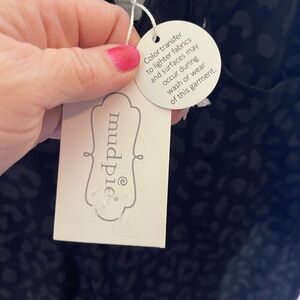 Color transfer
to lighter fabrics
and surfaces may
occur during
wash or wear
of this garment.
mudpie